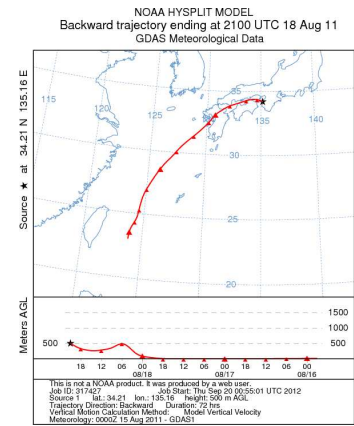 NOAA HYSPLIT MODEL
Backward trajectory ending at 2100 UTC 18 Aug 11
GDAS Meteorological Data
Source ★ at 34.21 N 135.16 E
115
120
125
135
140
35
30
25
20
Meters AGL
500
1500
1000
500
18 12 06 00 18 12 06 00 18 12 06 00
08/18 08/17 08/16
This is not a NOAA product. It was produced by a web user.
Job ID: 317427 Job Start: Thu Sep 20 00:55:01 UTC 2012
Source 1 lat.: 34.21 lon.: 135.16 height: 500 m AGL
Trajectory Direction: Backward Duration: 72 hrs
Vertical Motion Calculation Method: Model Vertical Velocity
Meteorology: 0000Z 15 Aug 2011 - GDAS1